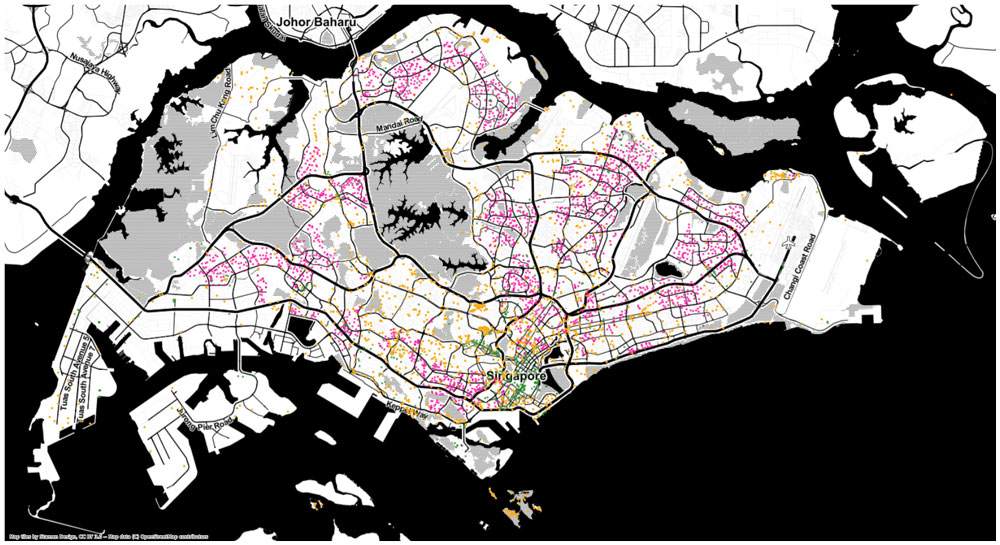 Johor Baharu
Nusajaya Highway
Lim Chu Kang Road
Mandai Road
Changi Coast Road
Singapore
Tuas South Avenue 5
Tuas South Avenue
Jurong Pier Road
Keppel Way
Map tiles by Stamen Design, CC BY 3.0 -- Map data (C) OpenStreetMap contributors